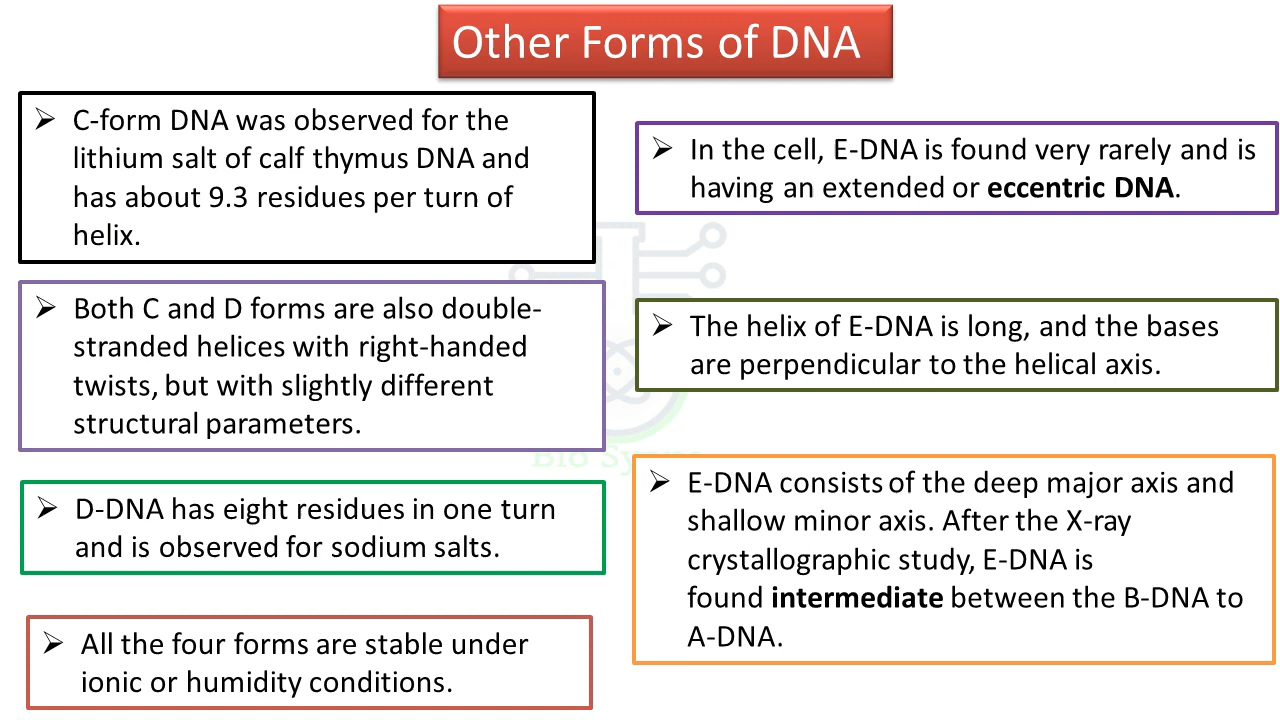 Other Forms of DNA
➢ C-form DNA was observed for the
lithium salt of calf thymus DNA and
has about 9.3 residues per turn of
helix.
➢ Both C and D forms are also double-
stranded helices with right-handed
twists, but with slightly different
structural parameters.
➢ D-DNA has eight residues in one turn
and is observed for sodium salts.
➢ All the four forms are stable under
ionic or humidity conditions.
➢ In the cell, E-DNA is found very rarely and is
having an extended or eccentric DNA.
➢ The helix of E-DNA is long, and the bases
are perpendicular to the helical axis.
➢ E-DNA consists of the deep major axis and
shallow minor axis. After the X-ray
crystallographic study, E-DNA is
found intermediate between the B-DNA to
A-DNA.
Bio